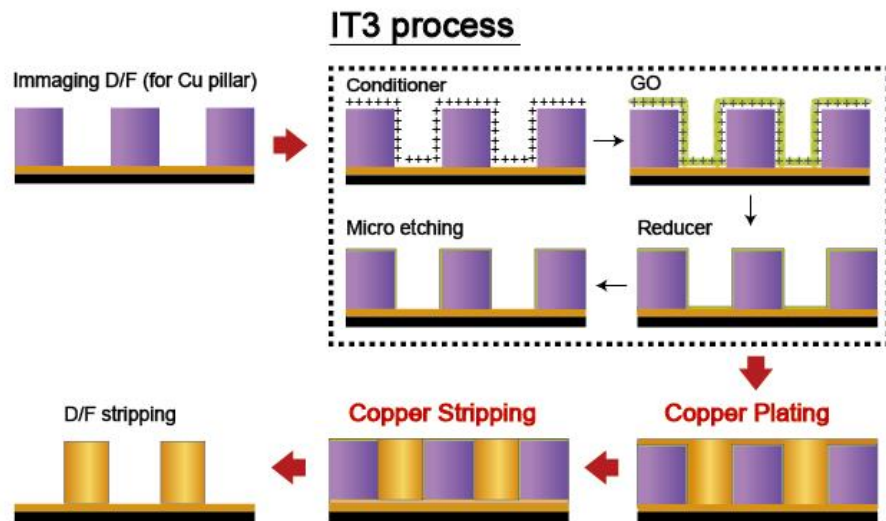 IT3 process
Immaging D/F (for Cu pillar)
Conditioner
GO
Micro etching
Reducer
D/F stripping
Copper Stripping
Copper Plating